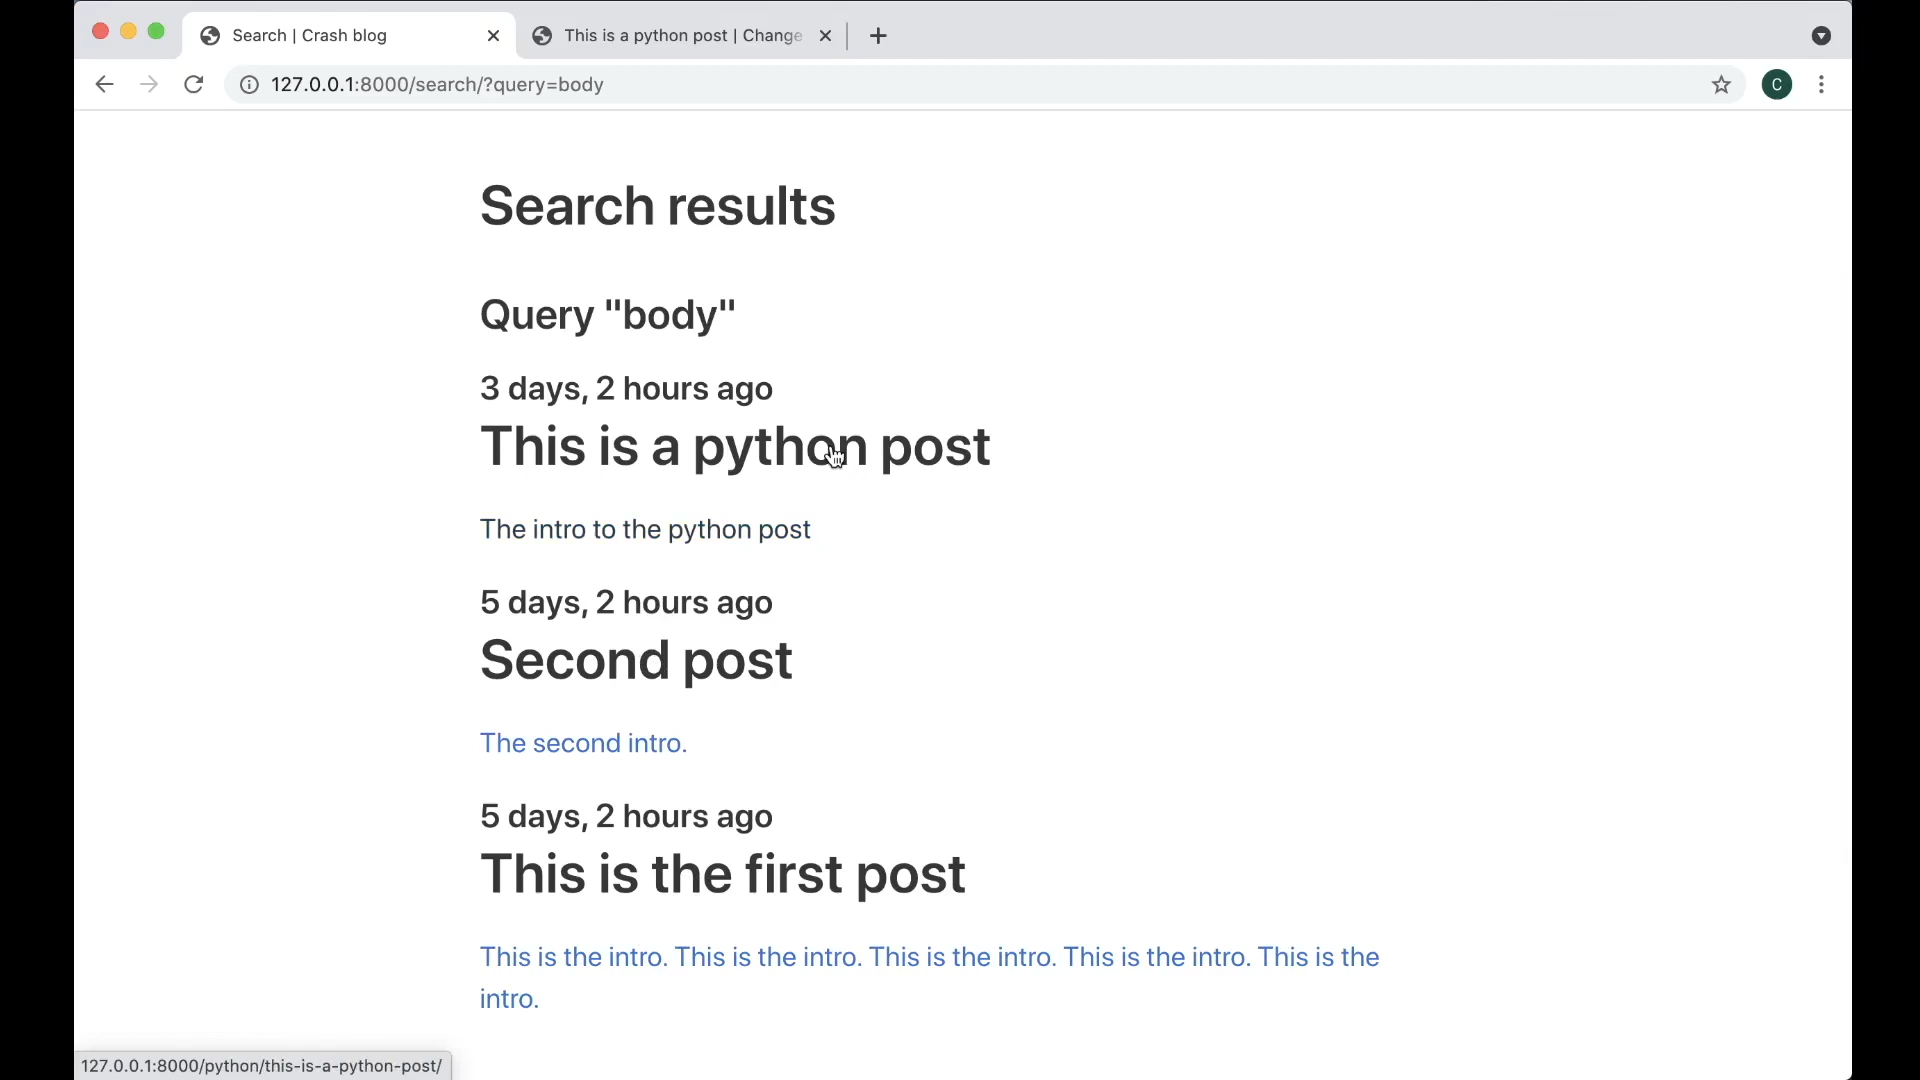 Search | Crash blog
This is a python post | Change
127.0.0.1:8000/search/?query=body
C
Search results
Query "body"
3 days, 2 hours ago
This is a python post
The intro to the python post
5 days, 2 hours ago
Second post
The second intro.
5 days, 2 hours ago
This is the first post
This is the intro. This is the intro. This is the intro. This is the intro. This is the
intro.
127.0.0.1:8000/python/this-is-a-python-post/